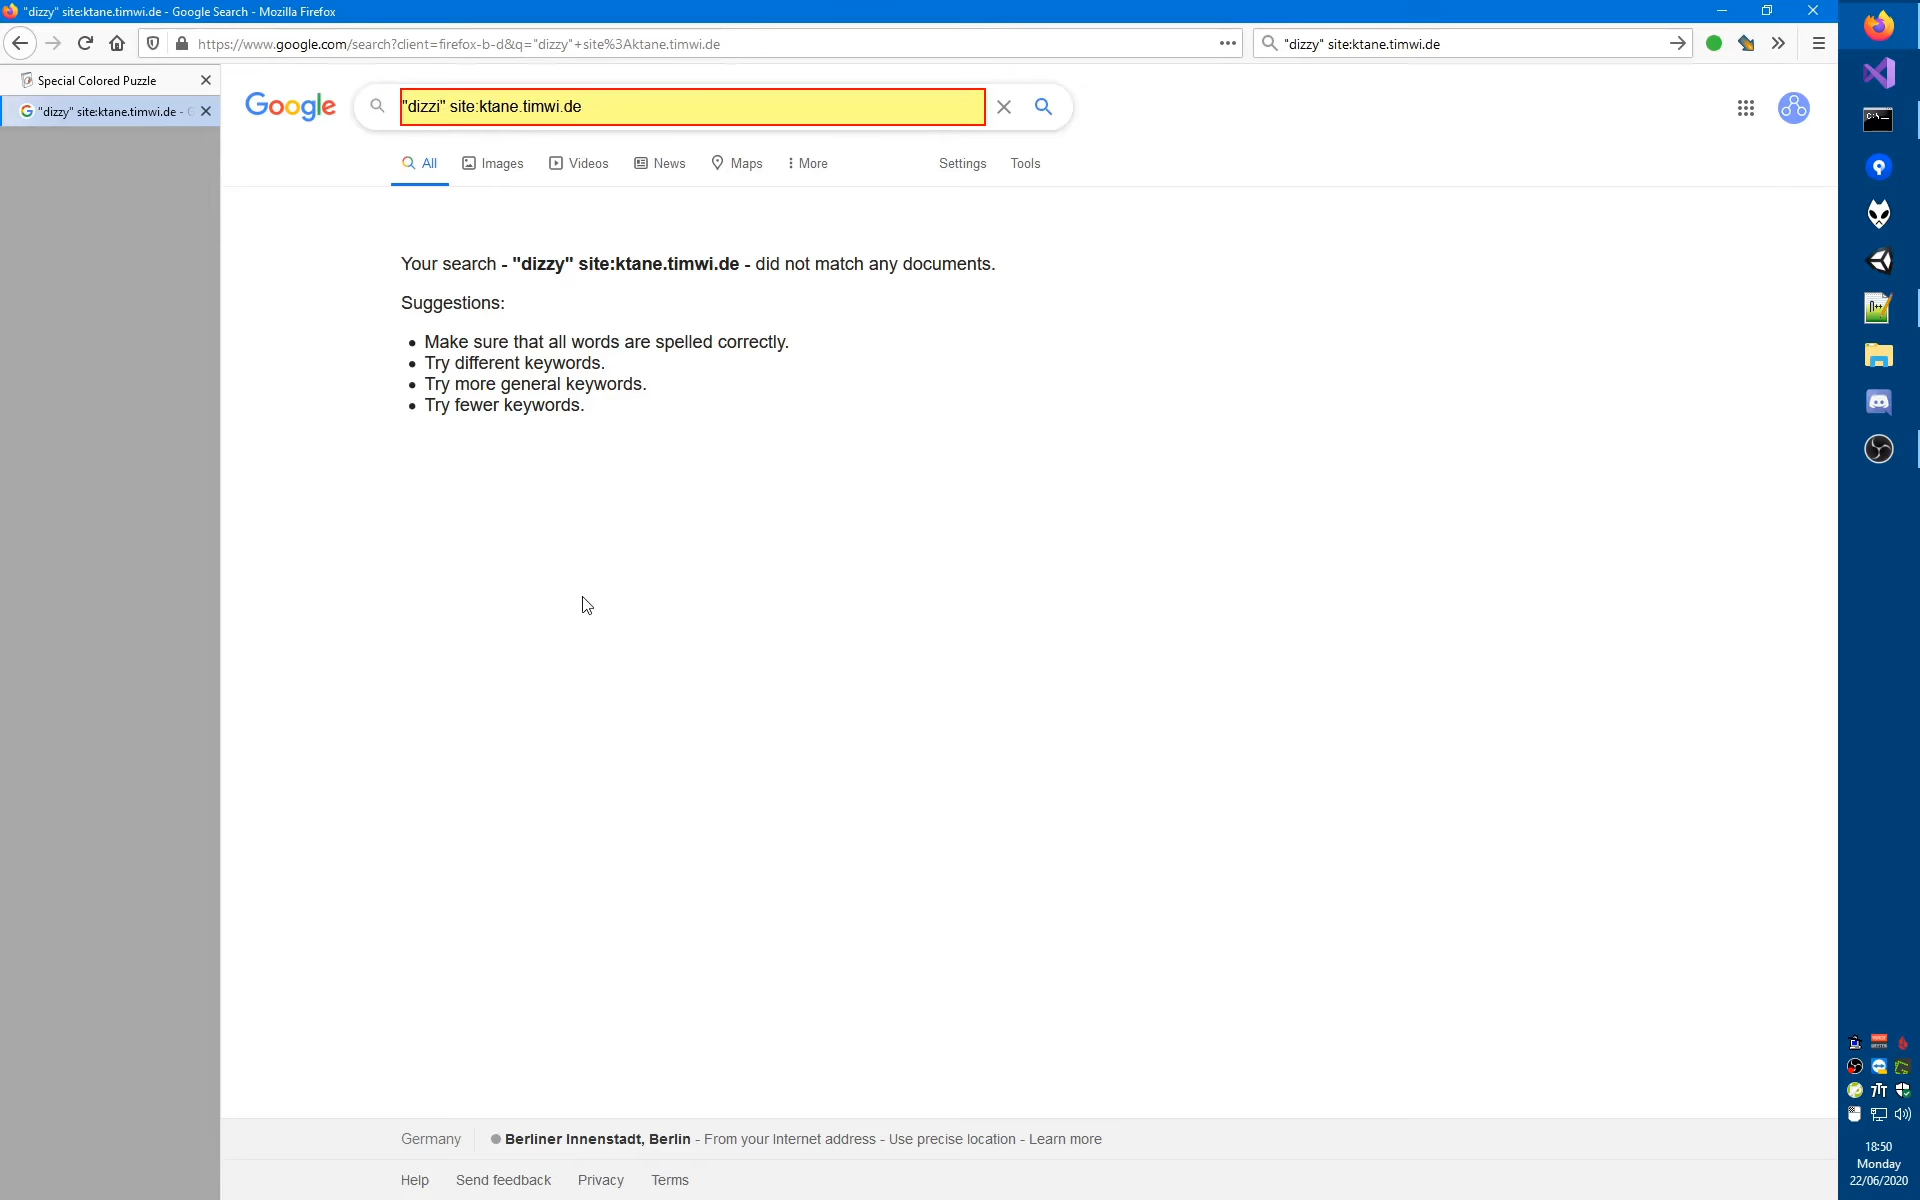 "dizzy" site:ktane.timwi.de - Google Search - Mozilla Firefox
https://www.google.com/search?client=firefox-b-d&q="dizzy"+site%3Aktane.timwi.de
"dizzy" site:ktane.timwi.de
Special Colored Puzzle
"dizzy" site:ktane.timwi.de - G
Google
"dizzi" site:ktane.timwi.de
All Images Videos News Maps More Settings Tools
Your search - "dizzy" site:ktane.timwi.de - did not match any documents.
Suggestions:
Make sure that all words are spelled correctly.
Try different keywords.
Try more general keywords.
Try fewer keywords.
Germany
Berliner Innenstadt, Berlin - From your Internet address - Use precise location - Learn more
Help Send feedback Privacy Terms
18:50
Monday
22/06/2020